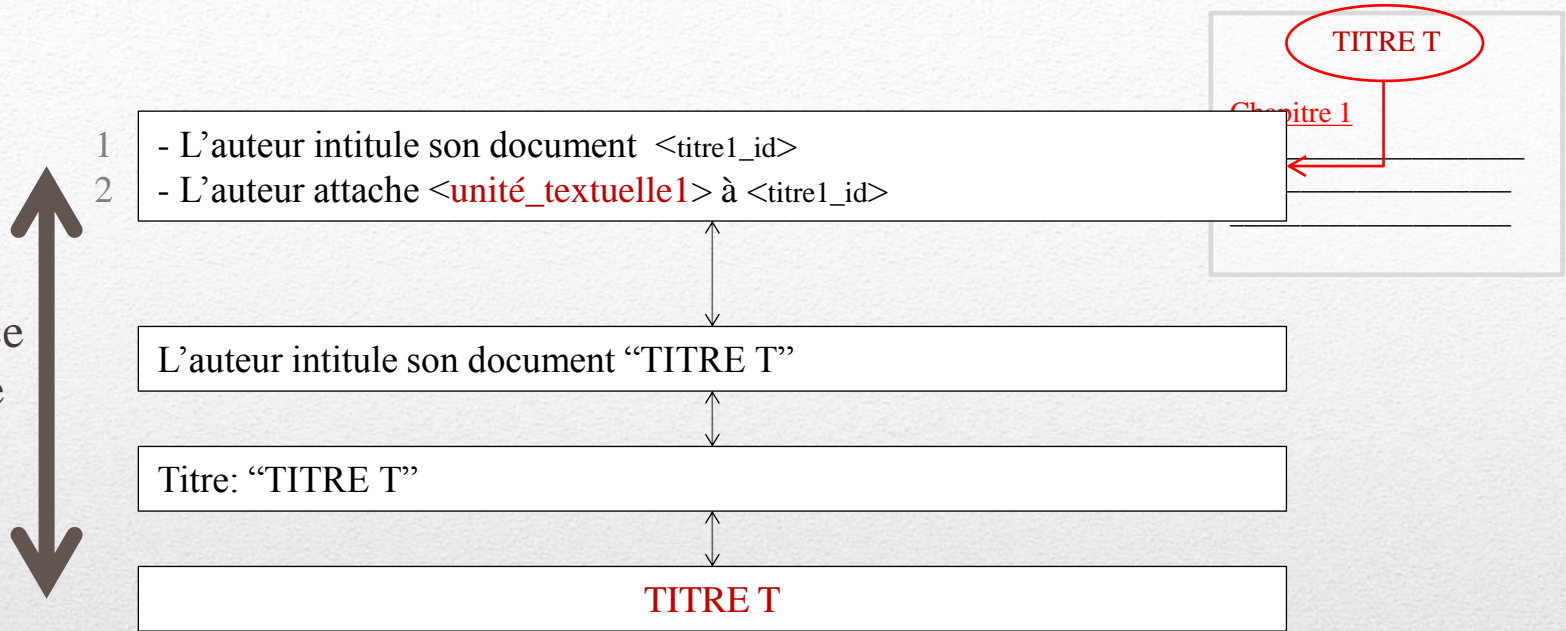 TITRE T
Chapitre 1
1 - L’auteur intitule son document <titre1_id>
2 - L’auteur attache <unité_textuelle1> à <titre1_id>
L’auteur intitule son document “TITRE T”
Titre: “TITRE T”
TITRE T